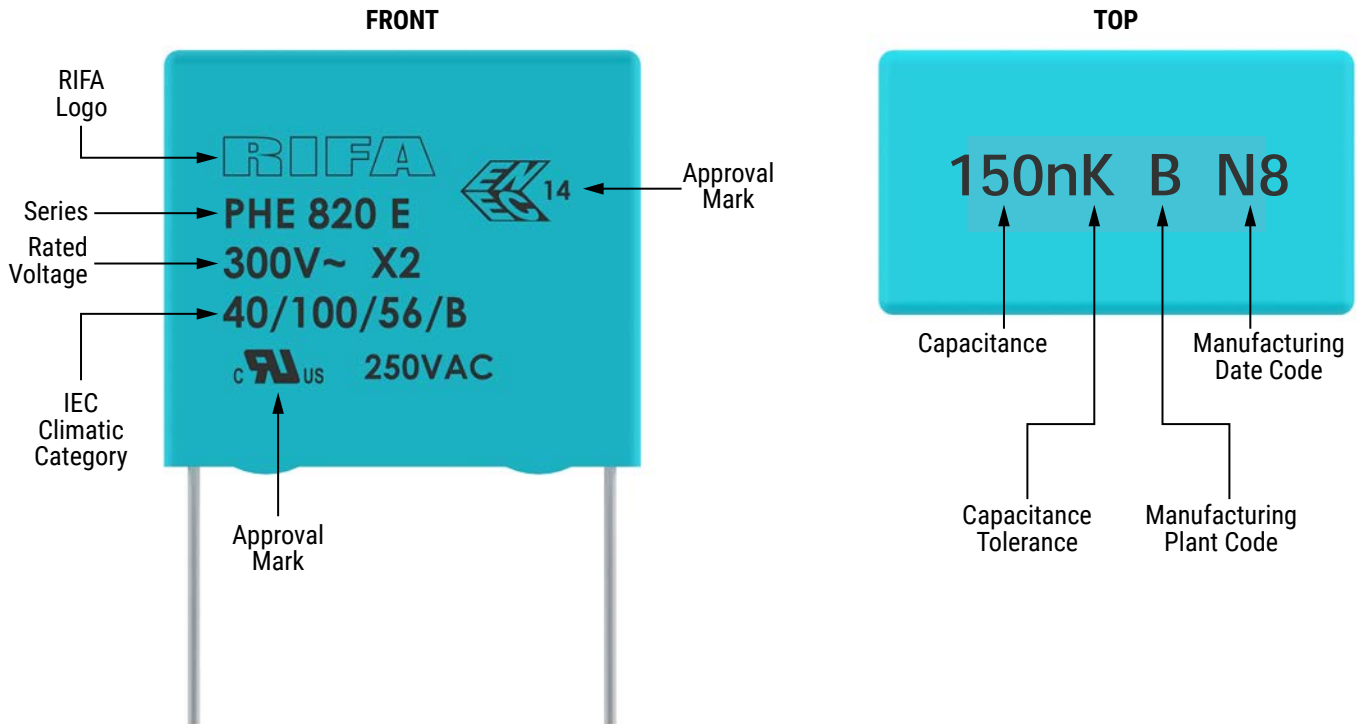 FRONT
RIFA
Logo
RIFA
Series
PHE 820 E
14
Approval
Mark
Rated
Voltage
300V~ X2
40/100/56/B
IEC
Climatic
Category
c RU US 250VAC
Approval
Mark
TOP
150nK B N8
Capacitance
Manufacturing
Date Code
Capacitance
Tolerance
Manufacturing
Plant Code